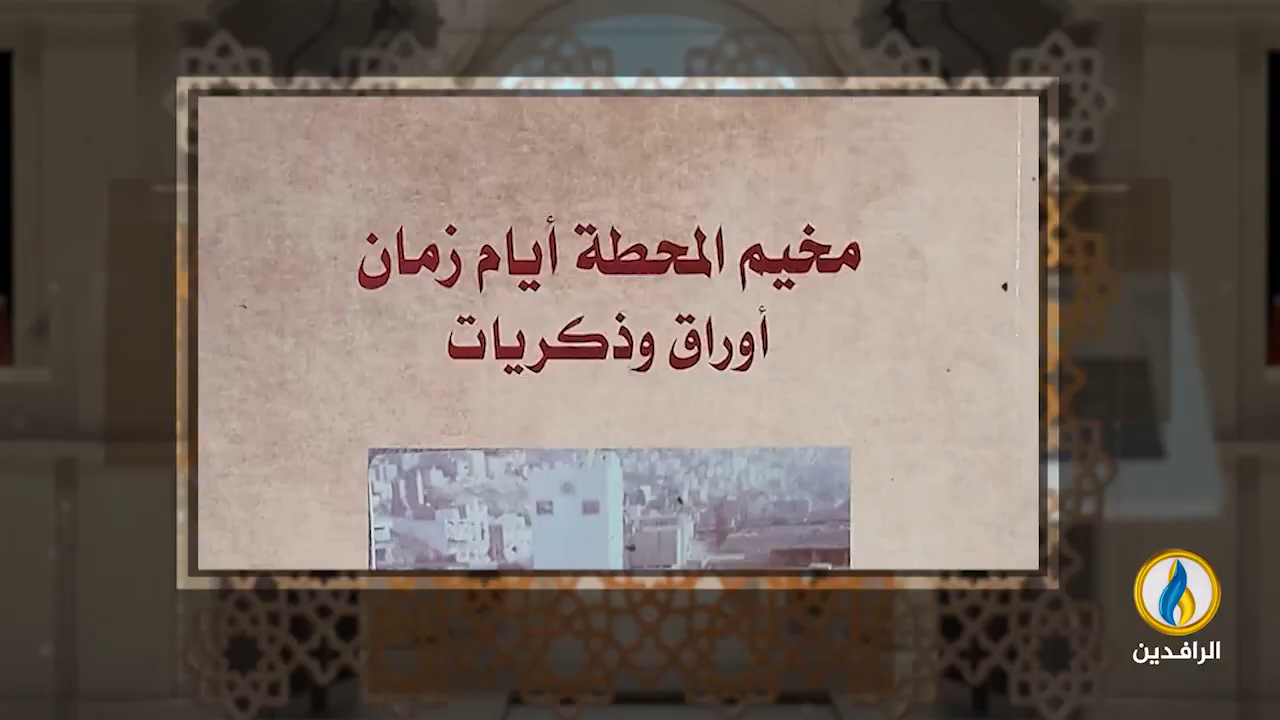 مخيم المحطة أيام زمان
أوراق وذكريات
الرافدين